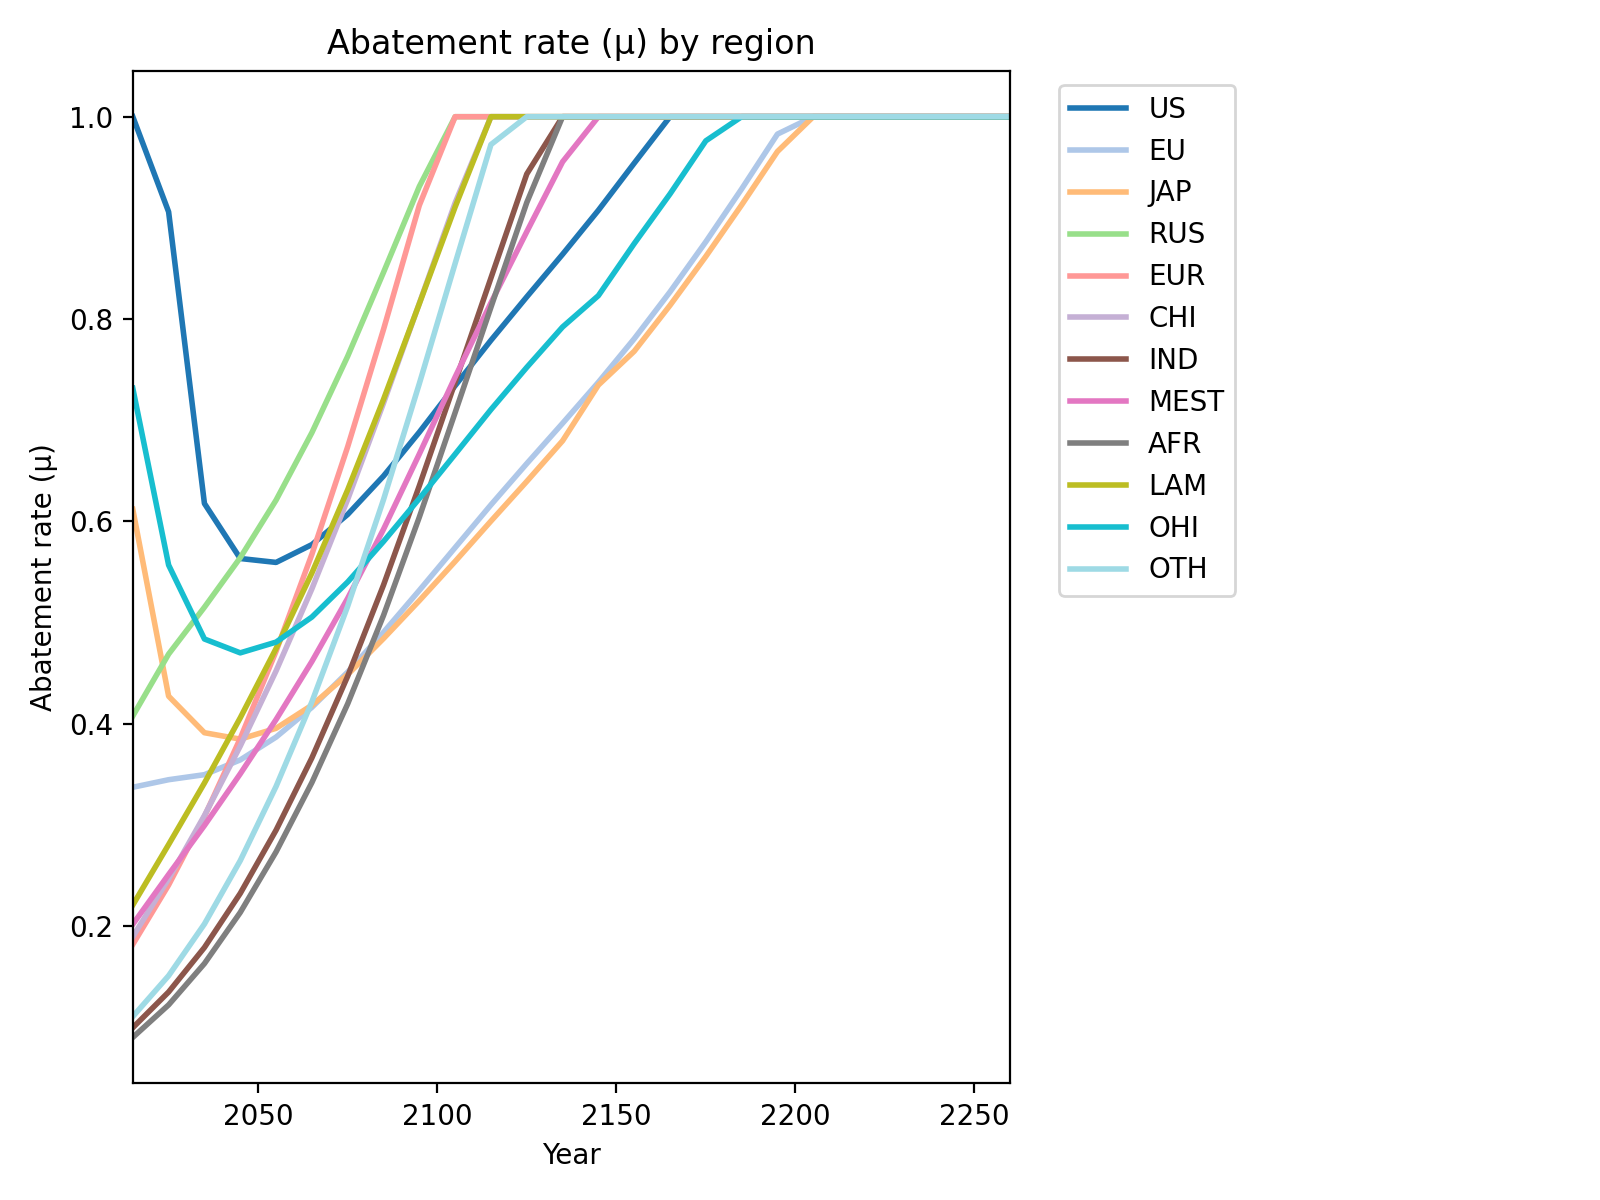 Abatement rate (μ) by region
Abatement rate (μ)
1.0
0.8
0.6
0.4
0.2
2050
2100
2150
2200
2250
Year
US
EU
JAP
RUS
EUR
CHI
IND
MEST
AFR
LAM
OHI
OTH